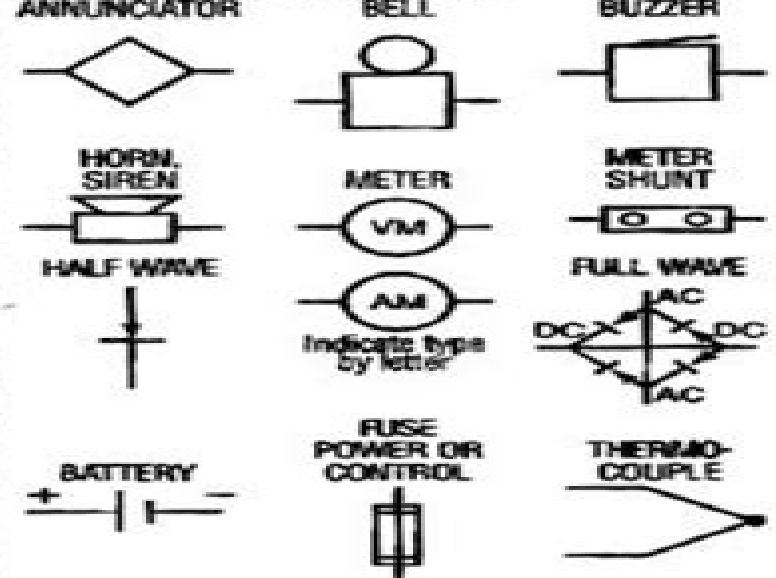 ANNUNCIATOR
BELL
BUZZER
HORN,
SIREN
METER
METER
SHUNT
VM
HALF WAVE
AM
Indicate type
by letter
FULL WAVE
AC
DC
DC
AC
BATTERY
+
−
FUSE
POWER OR
CONTROL
THERMO-
COUPLE